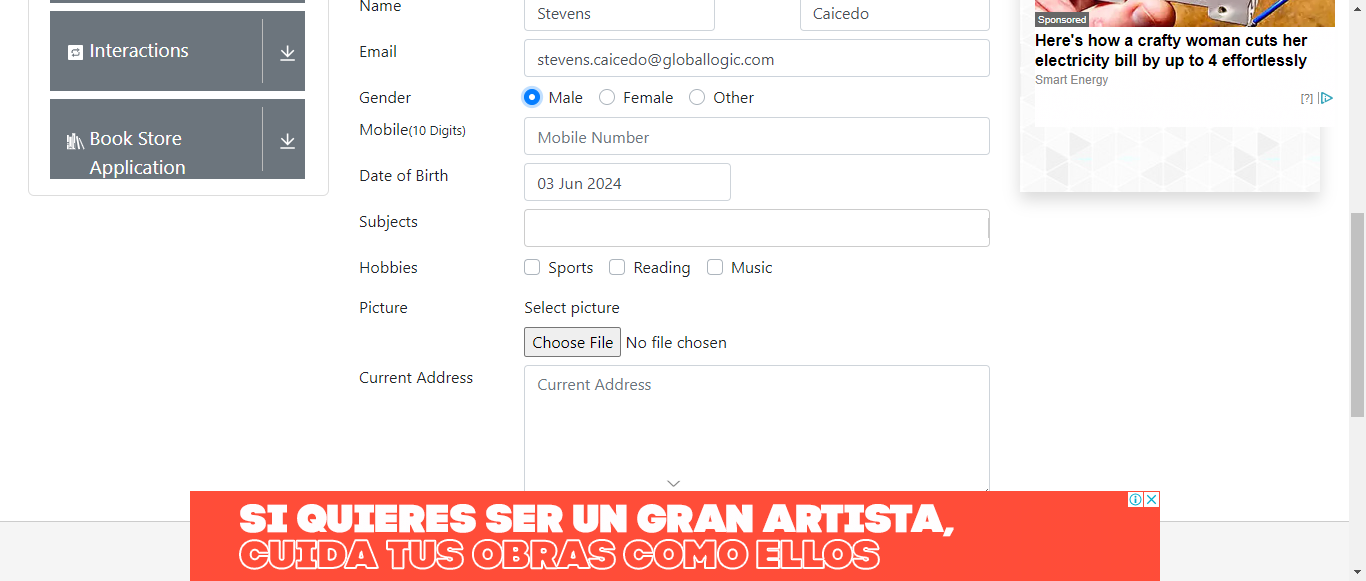 Interactions
Book Store
Application
Name
Stevens
Caicedo
Email
stevens.caicedo@globallogic.com
Gender
Male
Female
Other
Mobile(10 Digits)
Mobile Number
Date of Birth
03 Jun 2024
Subjects
Hobbies
Sports
Reading
Music
Picture
Select picture
Choose File
No file chosen
Current Address
Current Address
Sponsored
Here's how a crafty woman cuts her
electricity bill by up to 4 effortlessly
Smart Energy
[?]
SI QUIERES SER UN GRAN ARTISTA,
CUIDA TUS OBRAS COMO ELLOS